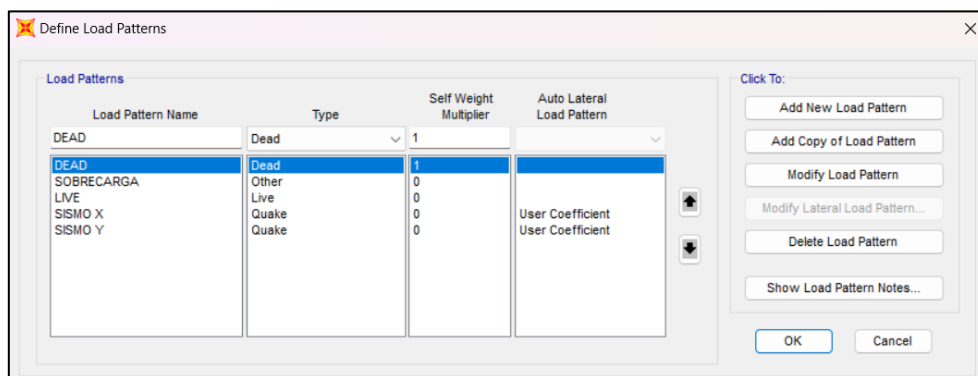 Define Load Patterns
Load Patterns
Click To:
Load Pattern Name Type Self Weight Multiplier Auto Lateral Load Pattern
DEAD Dead 1
DEAD Dead 1
SOBRECARGA Other 0
LIVE Live 0
SISMO X Quake 0 User Coefficient
SISMO Y Quake 0 User Coefficient
Add New Load Pattern
Add Copy of Load Pattern
Modify Load Pattern
Modify Lateral Load Pattern...
Delete Load Pattern
Show Load Pattern Notes...
OK Cancel